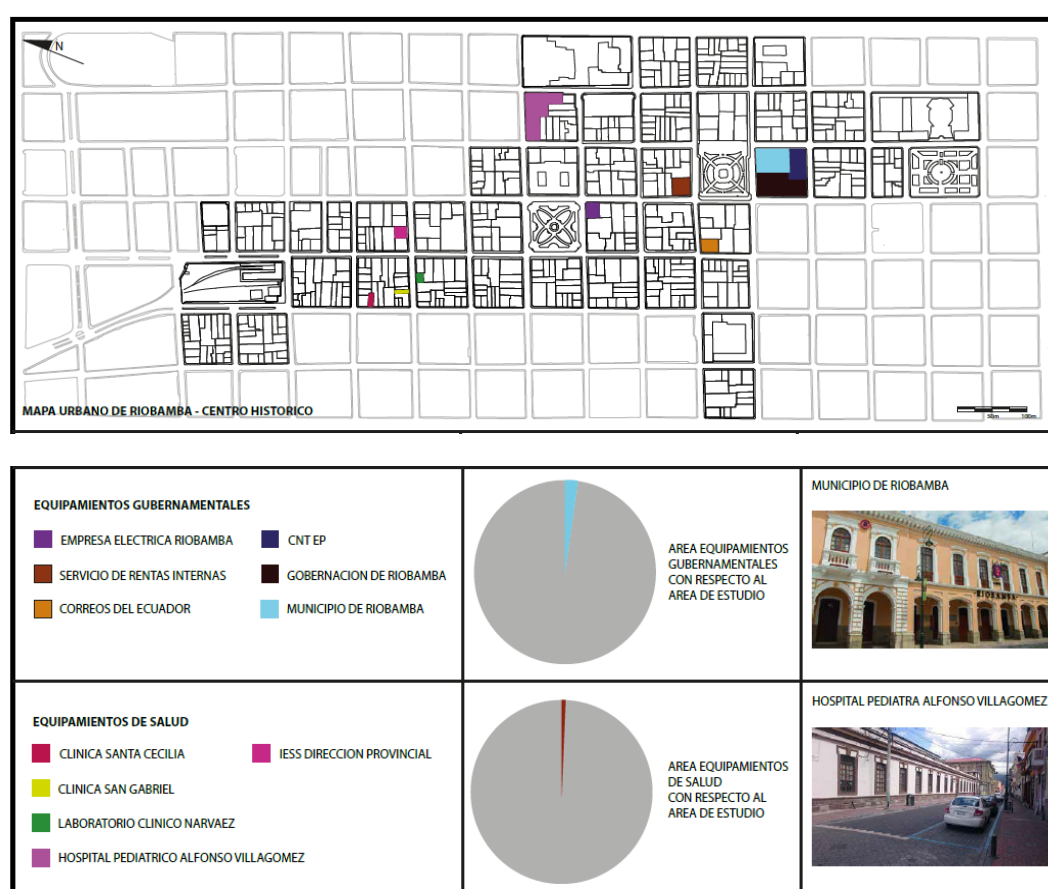 N
MAPA URBANO DE RIOBAMBA - CENTRO HISTORICO
50m 100m
EQUIPAMIENTOS GUBERNAMENTALES
EMPRESA ELECTRICA RIOBAMBA
CNT EP
SERVICIO DE RENTAS INTERNAS
GOBERNACION DE RIOBAMBA
CORREOS DEL ECUADOR
MUNICIPIO DE RIOBAMBA
AREA EQUIPAMIENTOS
GUBERNAMENTALES
CON RESPECTO AL
AREA DE ESTUDIO
MUNICIPIO DE RIOBAMBA
RIOBAMBA
EQUIPAMIENTOS DE SALUD
CLINICA SANTA CECILIA
IESS DIRECCION PROVINCIAL
CLINICA SAN GABRIEL
LABORATORIO CLINICO NARVAEZ
HOSPITAL PEDIATRICO ALFONSO VILLAGOMEZ
AREA EQUIPAMIENTOS
DE SALUD
CON RESPECTO AL
AREA DE ESTUDIO
HOSPITAL PEDIATRA ALFONSO VILLAGOMEZ